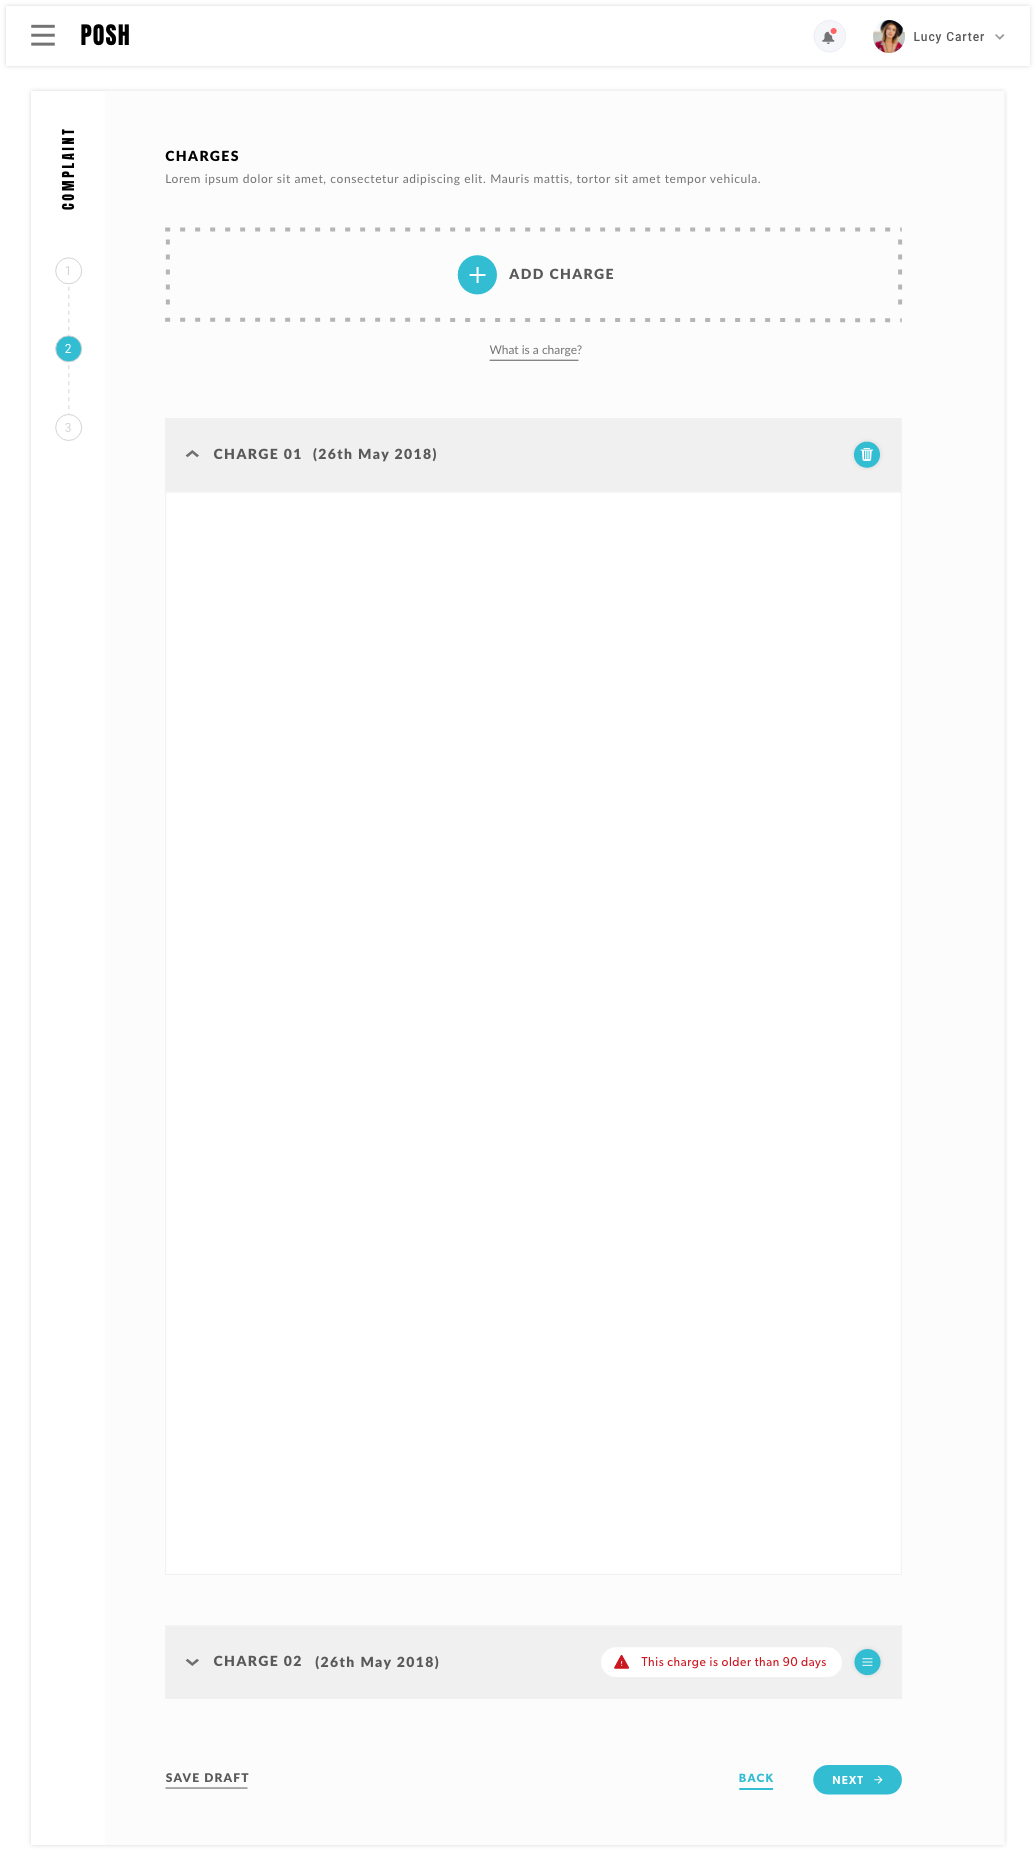 POSH
Lucy Carter
COMPLAINT
1
2
3
CHARGES
Lorem ipsum dolor sit amet, consectetur adipiscing elit. Mauris mattis, tortor sit amet tempor vehicula.
ADD CHARGE
What is a charge?
CHARGE 01 (26th May 2018)
CHARGE 02 (26th May 2018)
This charge is older than 90 days
SAVE DRAFT
BACK
NEXT